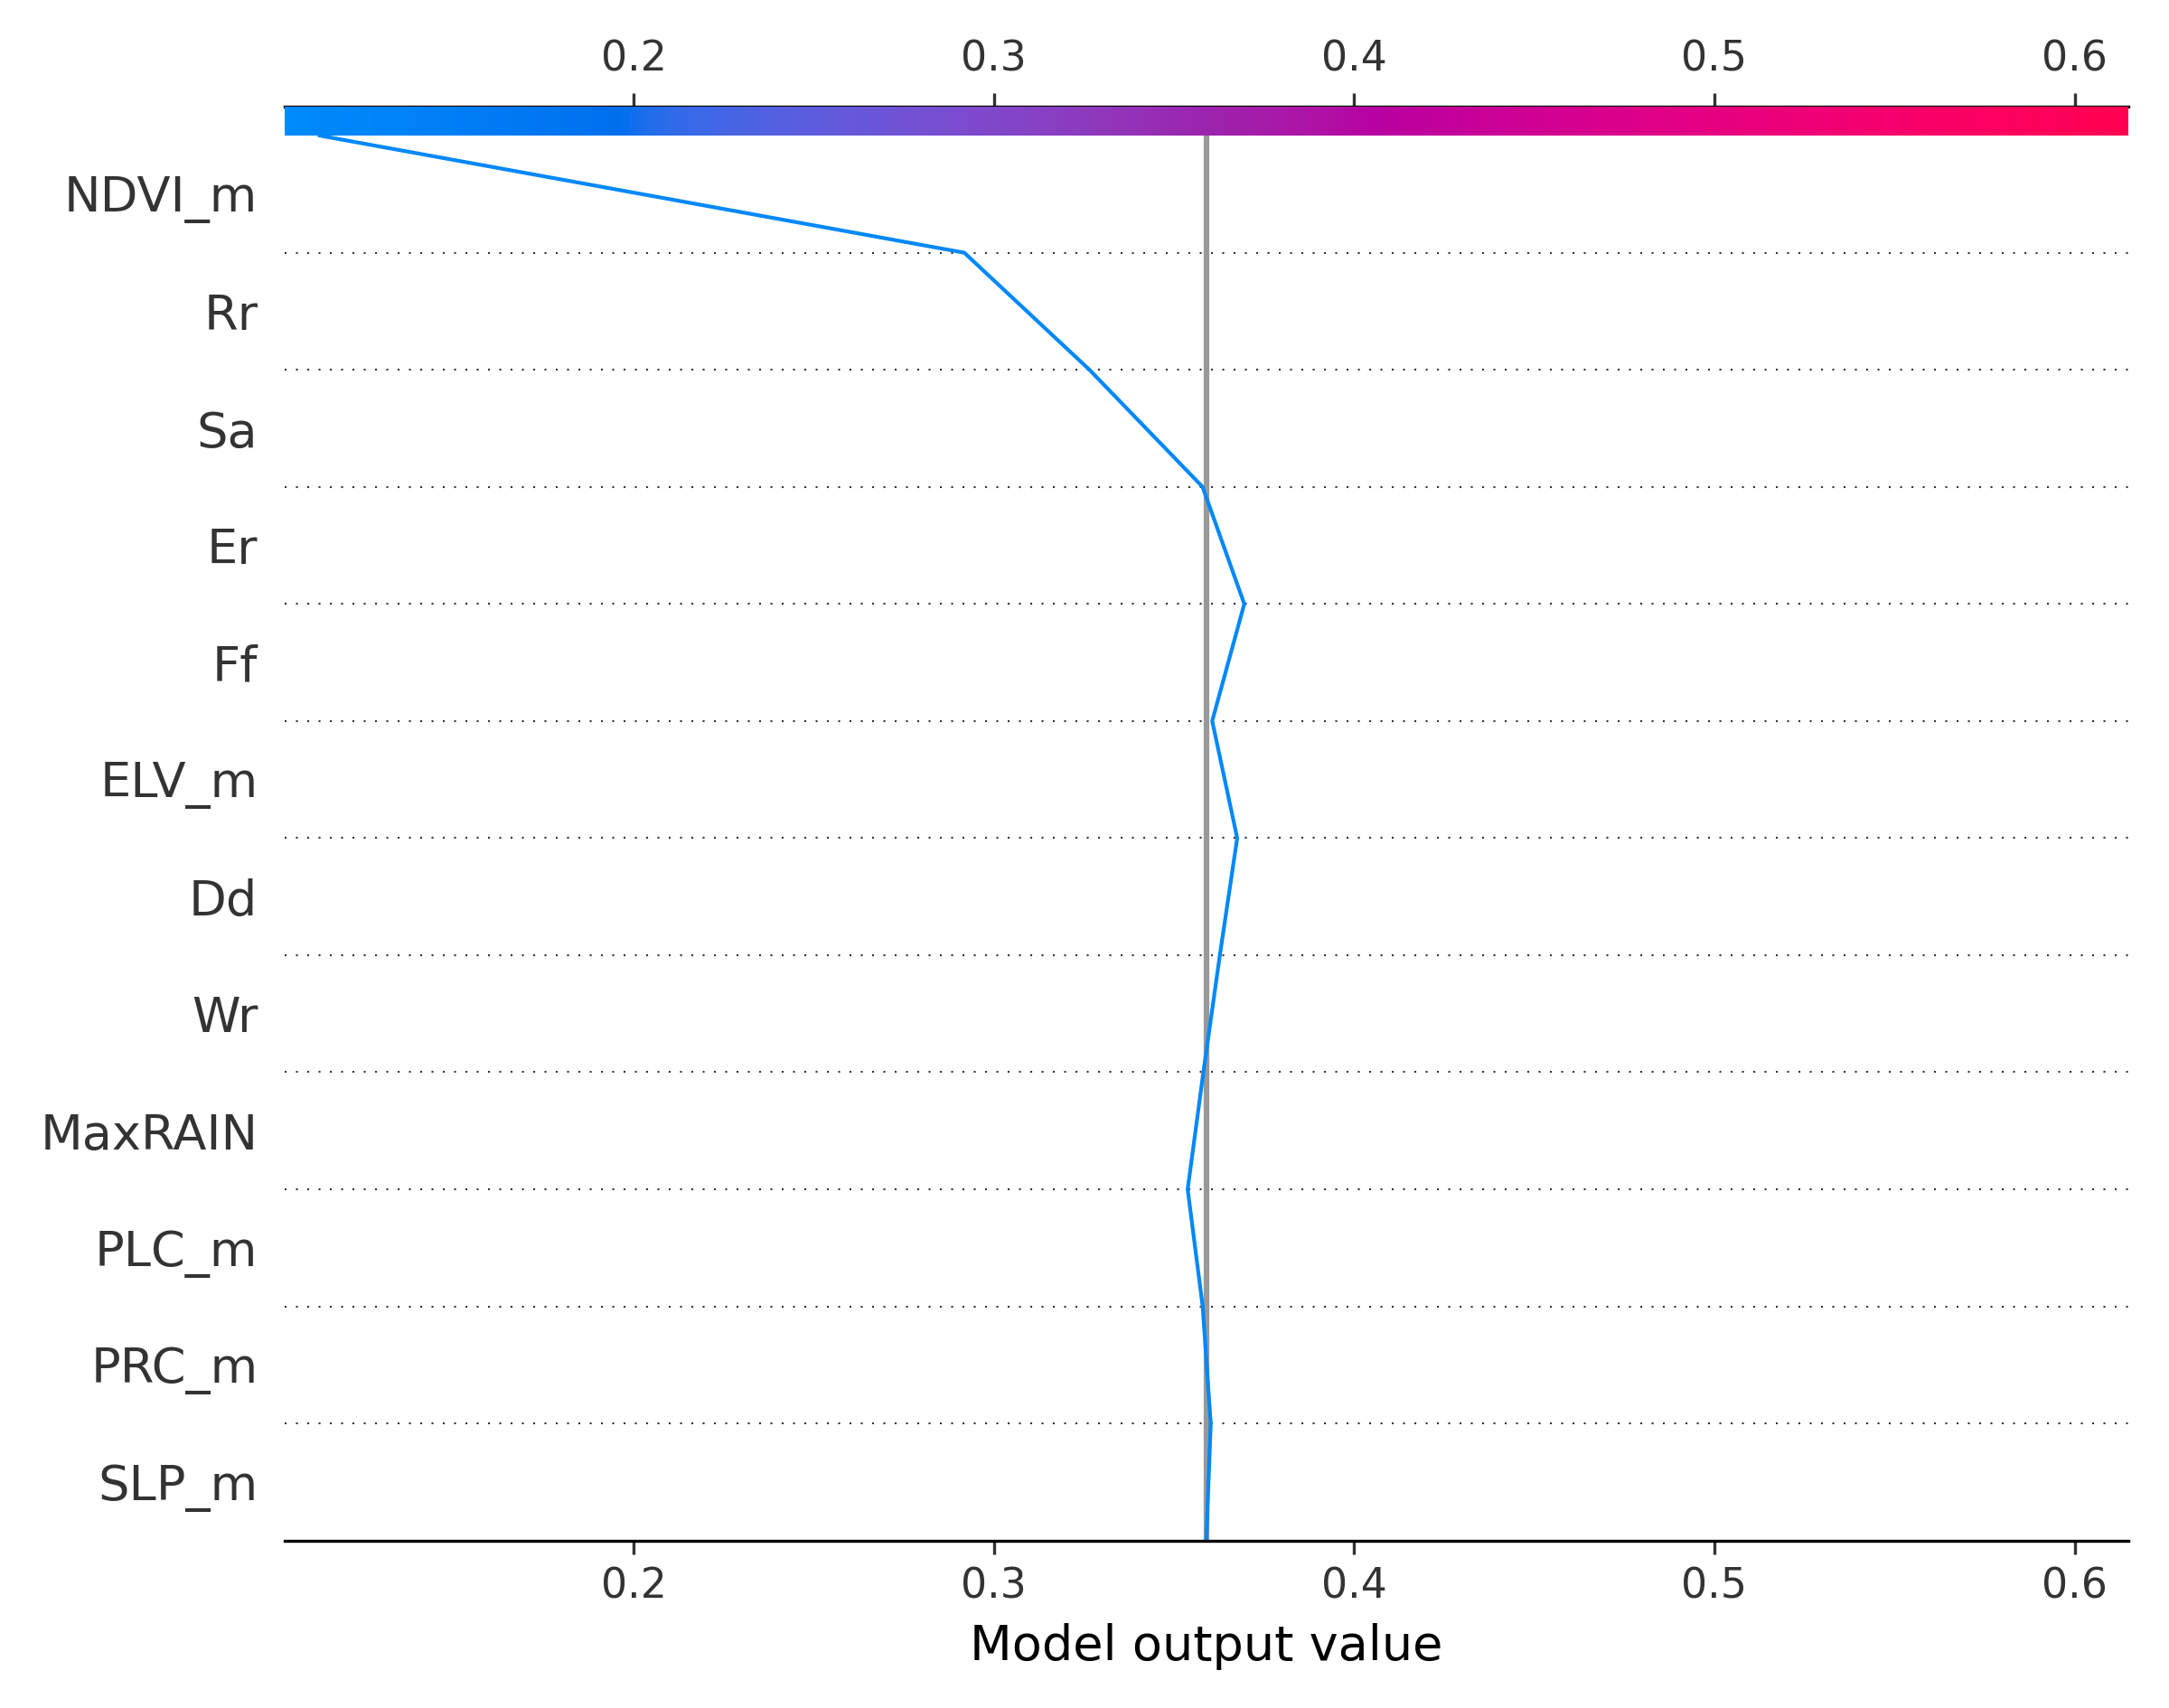 0.2 0.3 0.4 0.5 0.6
NDVI_m
Rr
Sa
Er
Ff
ELV_m
Dd
Wr
MaxRAIN
PLC_m
PRC_m
SLP_m
0.2 0.3 0.4 0.5 0.6
Model output value